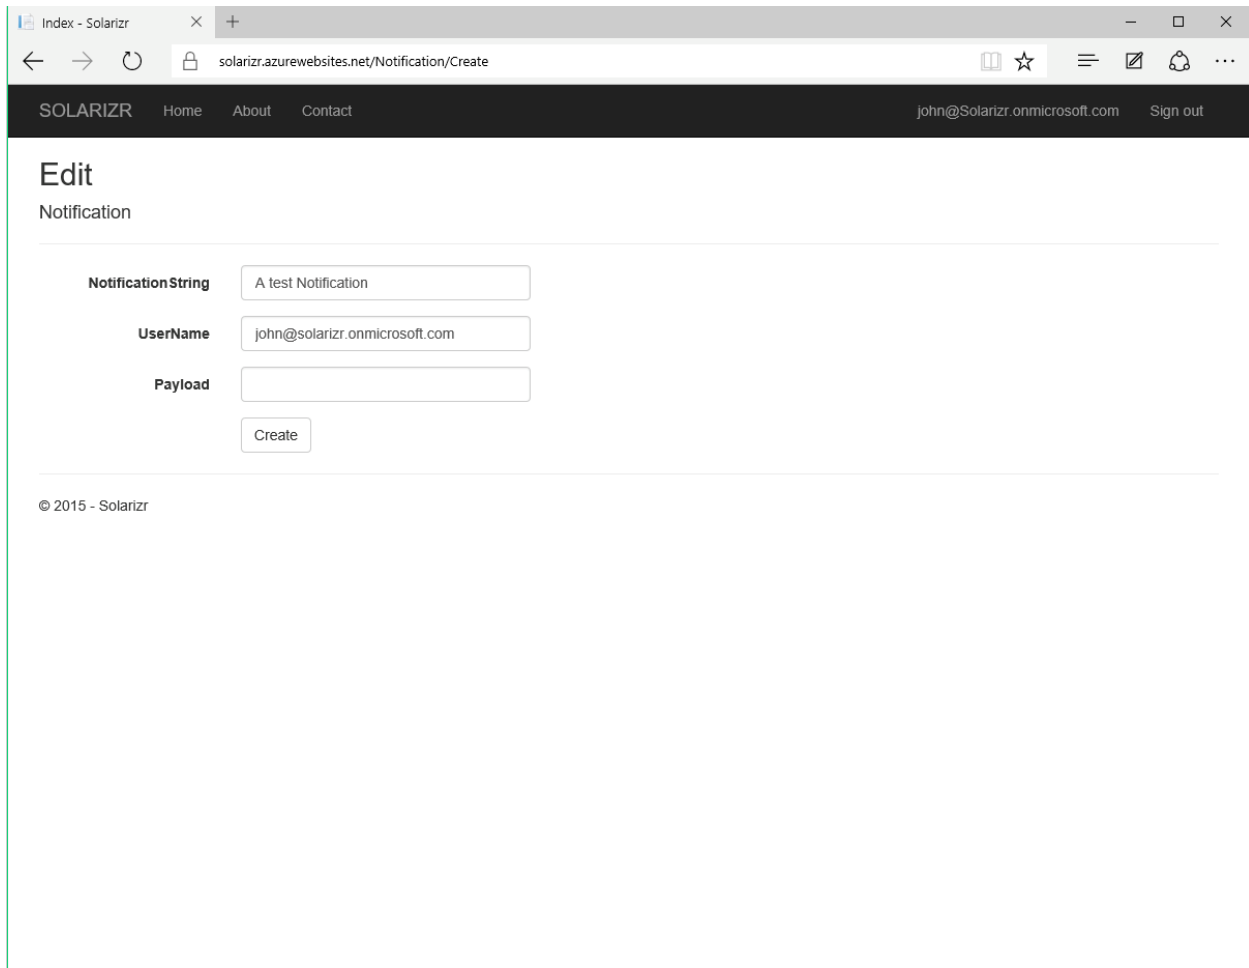 Index - Solarizr
solarizr.azurewebsites.net/Notification/Create
SOLARIZR Home About Contact john@Solarizr.onmicrosoft.com Sign out
Edit
Notification
NotificationString A test Notification
UserName john@solarizr.onmicrosoft.com
Payload
Create
© 2015 - Solarizr